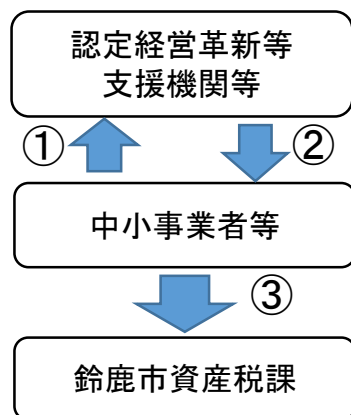 認定経営革新等
支援機関等
① ②
中小事業者等
③
鈴鹿市資産税課